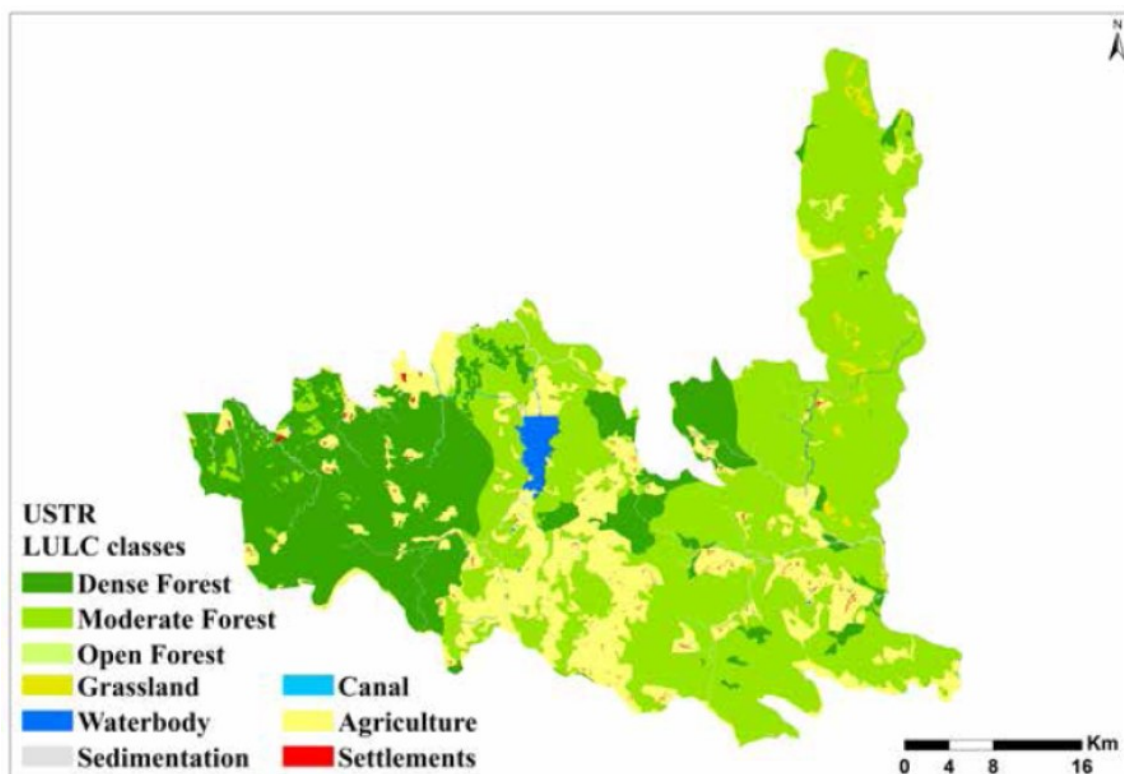 N
USTR
LULC classes
Dense Forest
Moderate Forest
Open Forest
Grassland
Canal
Waterbody
Agriculture
Sedimentation
Settlements
Km
0 4 8 16